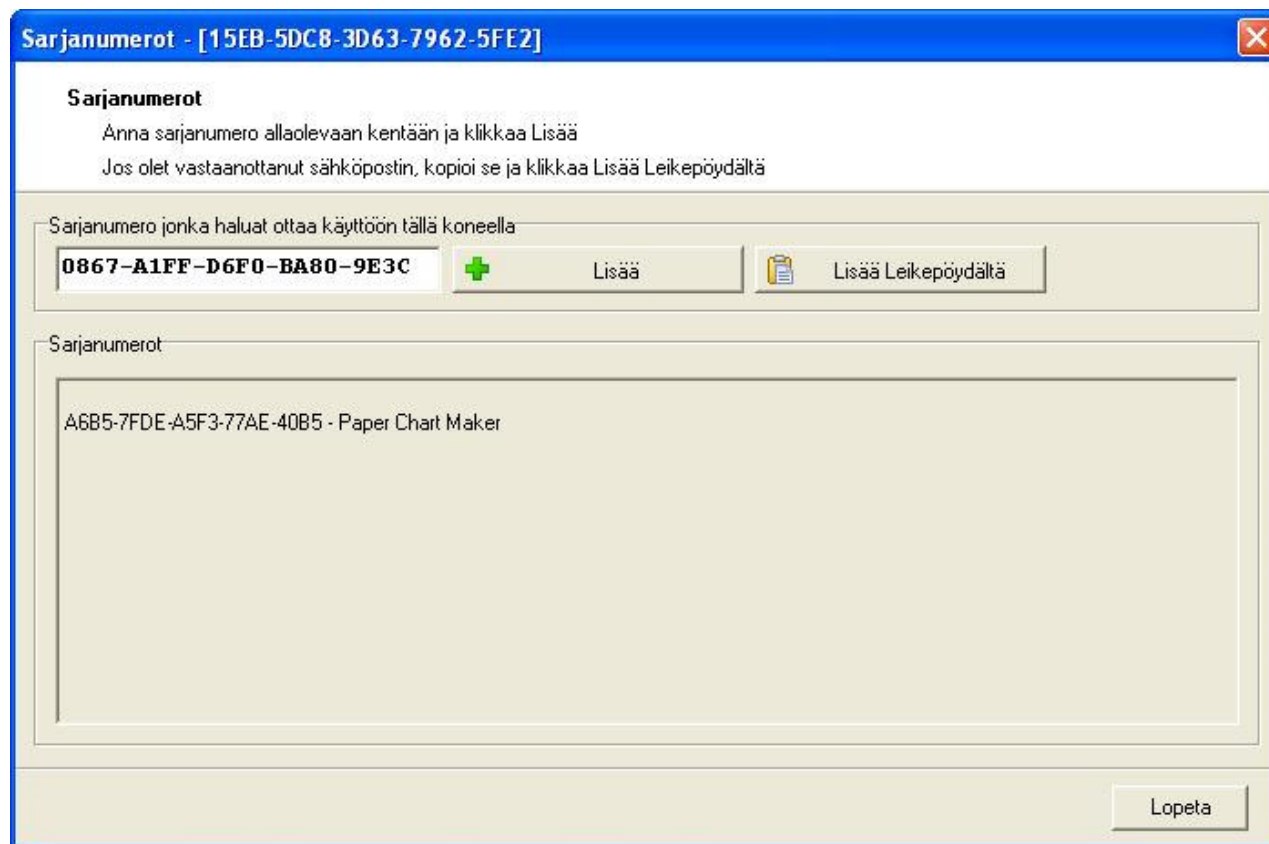 Sarjanumerot - [15EB-5DC8-3D63-7962-5FE2]
Sarjanumerot
Anna sarjanumero allaolevaan kentään ja klikkaa Lisää
Jos olet vastaanottanut sähköpostin, kopioi se ja klikkaa Lisää Leikepöydältä
Sarjanumero jonka haluat ottaa käyttöön tällä koneella
0867-A1FF-D6F0-BA80-9E3C Lisää Lisää Leikepöydältä
Sarjanumerot
A6B5-7FDE-A5F3-77AE-40B5 - Paper Chart Maker
Lopeta